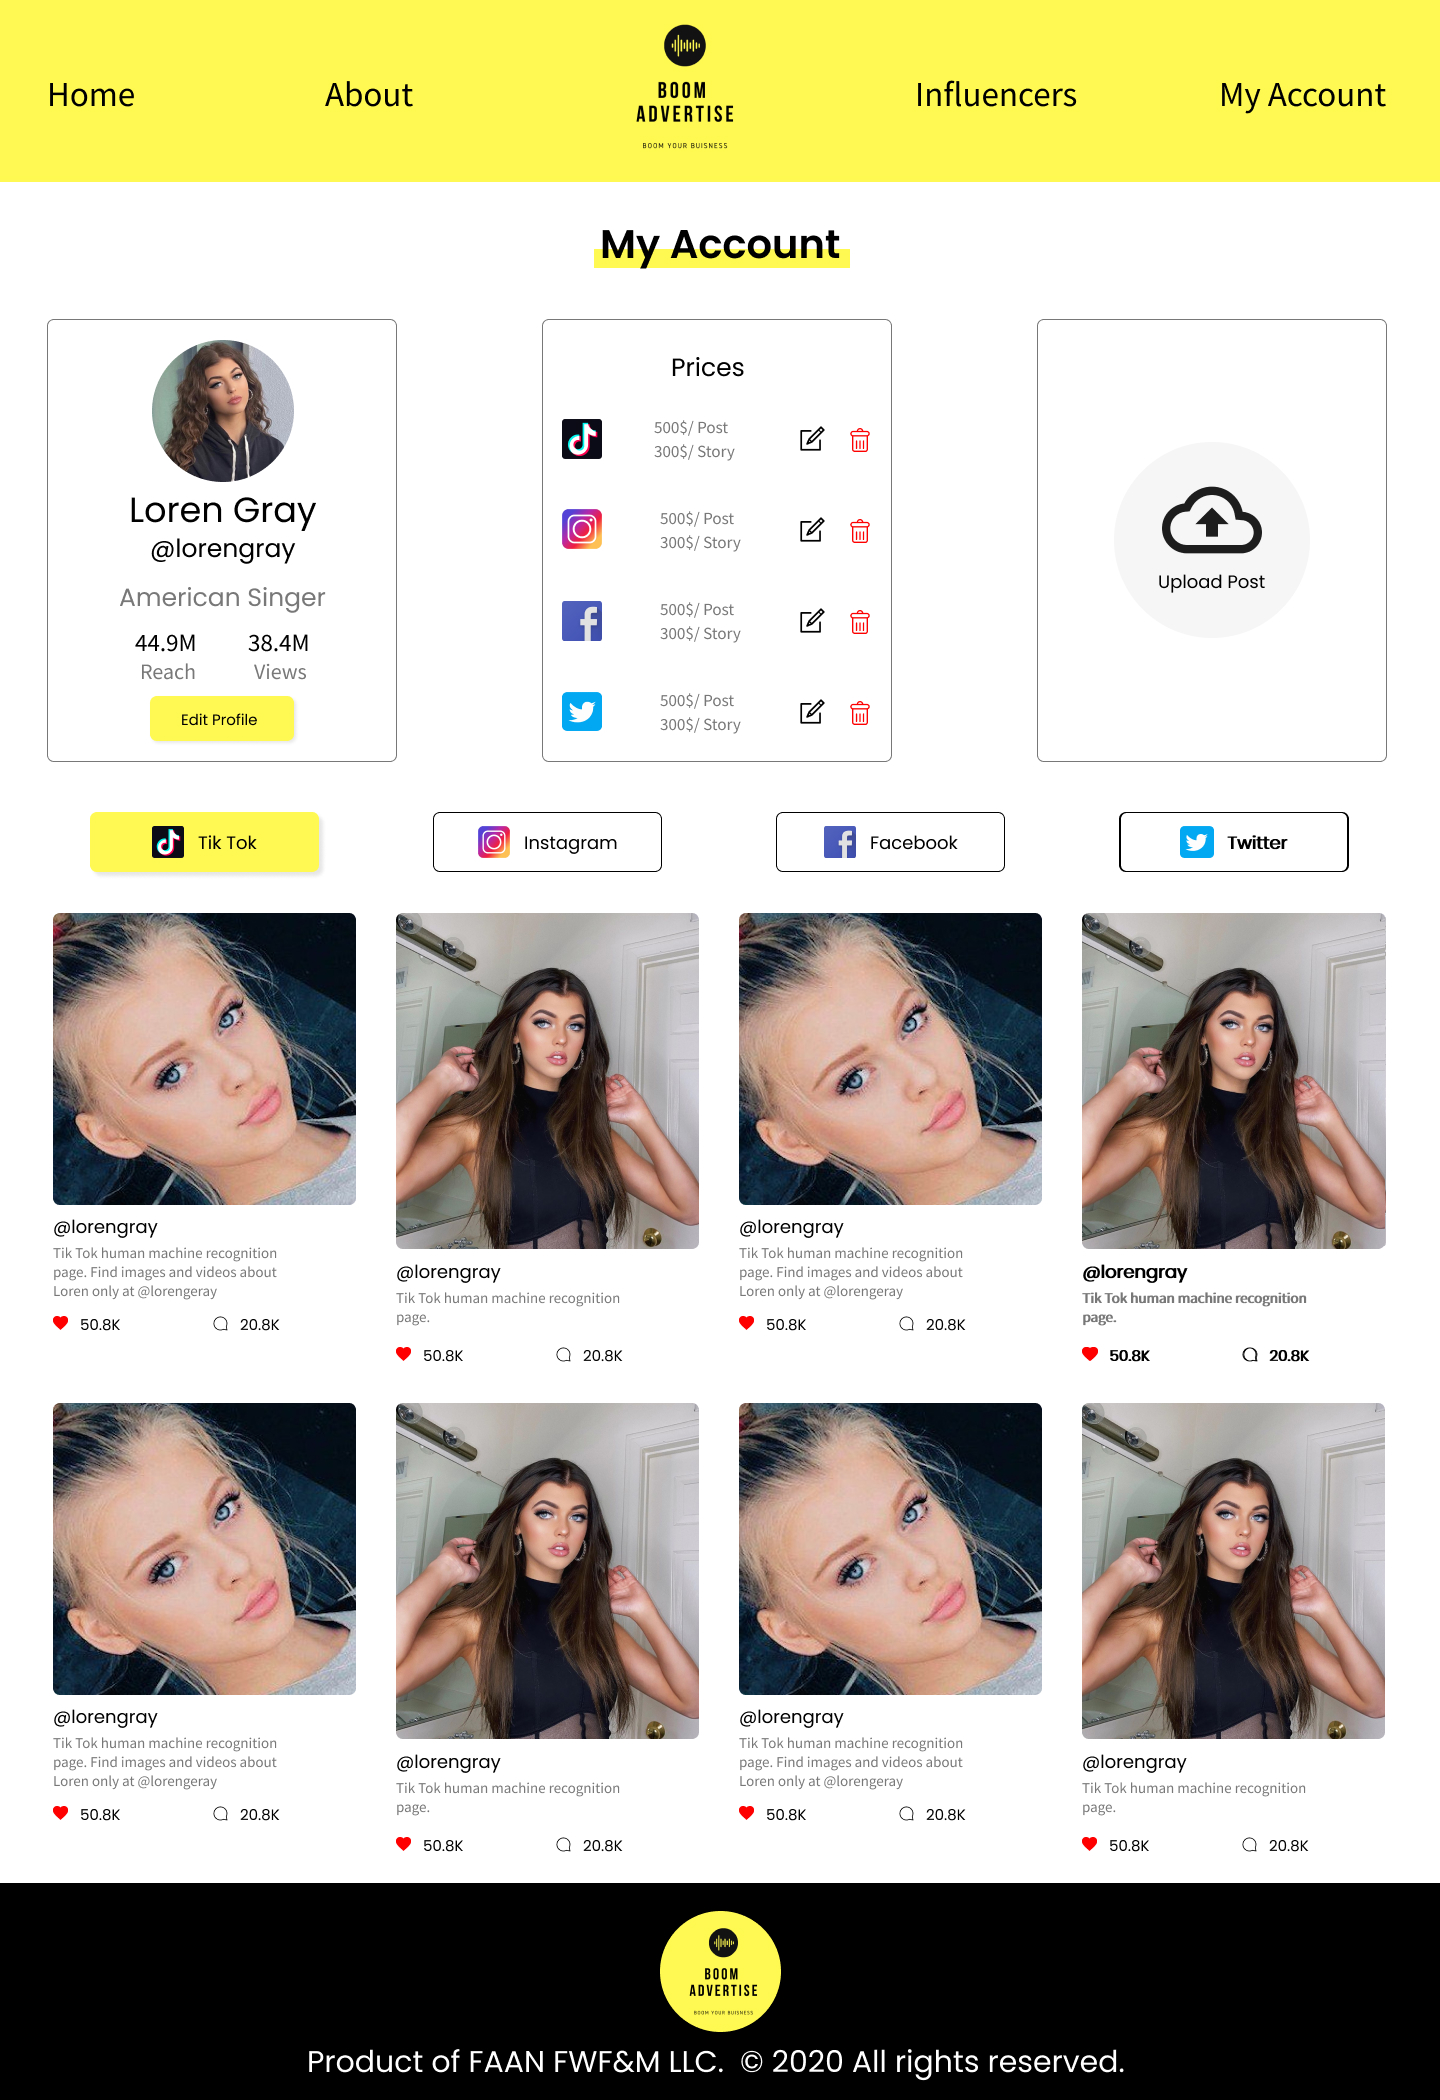 Home
About
BOOM
ADVERTISE
BOOM YOUR BUISNESS
Influencers
My Account
My Account
Loren Gray
@lorengray
American Singer
44.9M
38.4M
Reach
Views
Edit Profile
Prices
500$/ Post
300$/ Story
500$/ Post
300$/ Story
500$/ Post
300$/ Story
500$/ Post
300$/ Story
Upload Post
Tik Tok
Instagram
Facebook
Twitter
@lorengray
Tik Tok human machine recognition
page. Find images and videos about
Loren only at @lorengeray
50.8K
20.8K
@lorengray
Tik Tok human machine recognition
page.
50.8K
20.8K
@lorengray
Tik Tok human machine recognition
page. Find images and videos about
Loren only at @lorengeray
50.8K
20.8K
@lorengray
Tik Tok human machine recognition
page.
50.8K
20.8K
@lorengray
Tik Tok human machine recognition
page. Find images and videos about
Loren only at @lorengeray
50.8K
20.8K
@lorengray
Tik Tok human machine recognition
page.
50.8K
20.8K
@lorengray
Tik Tok human machine recognition
page. Find images and videos about
Loren only at @lorengeray
50.8K
20.8K
@lorengray
Tik Tok human machine recognition
page.
50.8K
20.8K
BOOM
ADVERTISE
BOOM YOUR BUISNESS
Product of FAAN FWF&M LLC.  © 2020 All rights reserved.